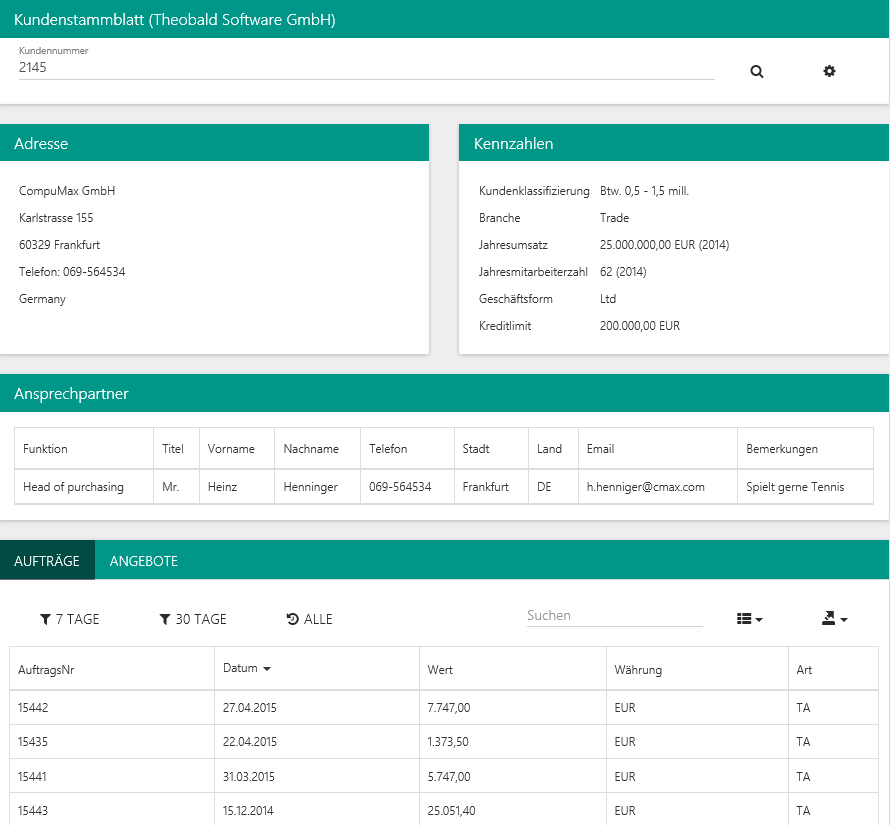 Kundenstammblatt (Theobald Software GmbH)
Kundennummer
2145
Adresse
CompuMax GmbH
Karlstrasse 155
60329 Frankfurt
Telefon: 069-564534
Germany
Kennzahlen
Kundenklassifizierung Btw. 0,5 - 1,5 mill.
Branche Trade
Jahresumsatz 25.000.000,00 EUR (2014)
Jahresmitarbeiterzahl 62 (2014)
Geschäftsform Ltd
Kreditlimit 200.000,00 EUR
Ansprechpartner
Funktion Titel Vorname Nachname Telefon Stadt Land Email Bemerkungen
Head of purchasing Mr. Heinz Henninger 069-564534 Frankfurt DE h.henniger@cmax.com Spielt gerne Tennis
AUFTRÄGE ANGEBOTE
7 TAGE 30 TAGE ALLE Suchen
AuftragsNr Datum Wert Währung Art
15442 27.04.2015 7.747,00 EUR TA
15435 22.04.2015 1.373,50 EUR TA
15441 31.03.2015 5.747,00 EUR TA
15443 15.12.2014 25.051,40 EUR TA